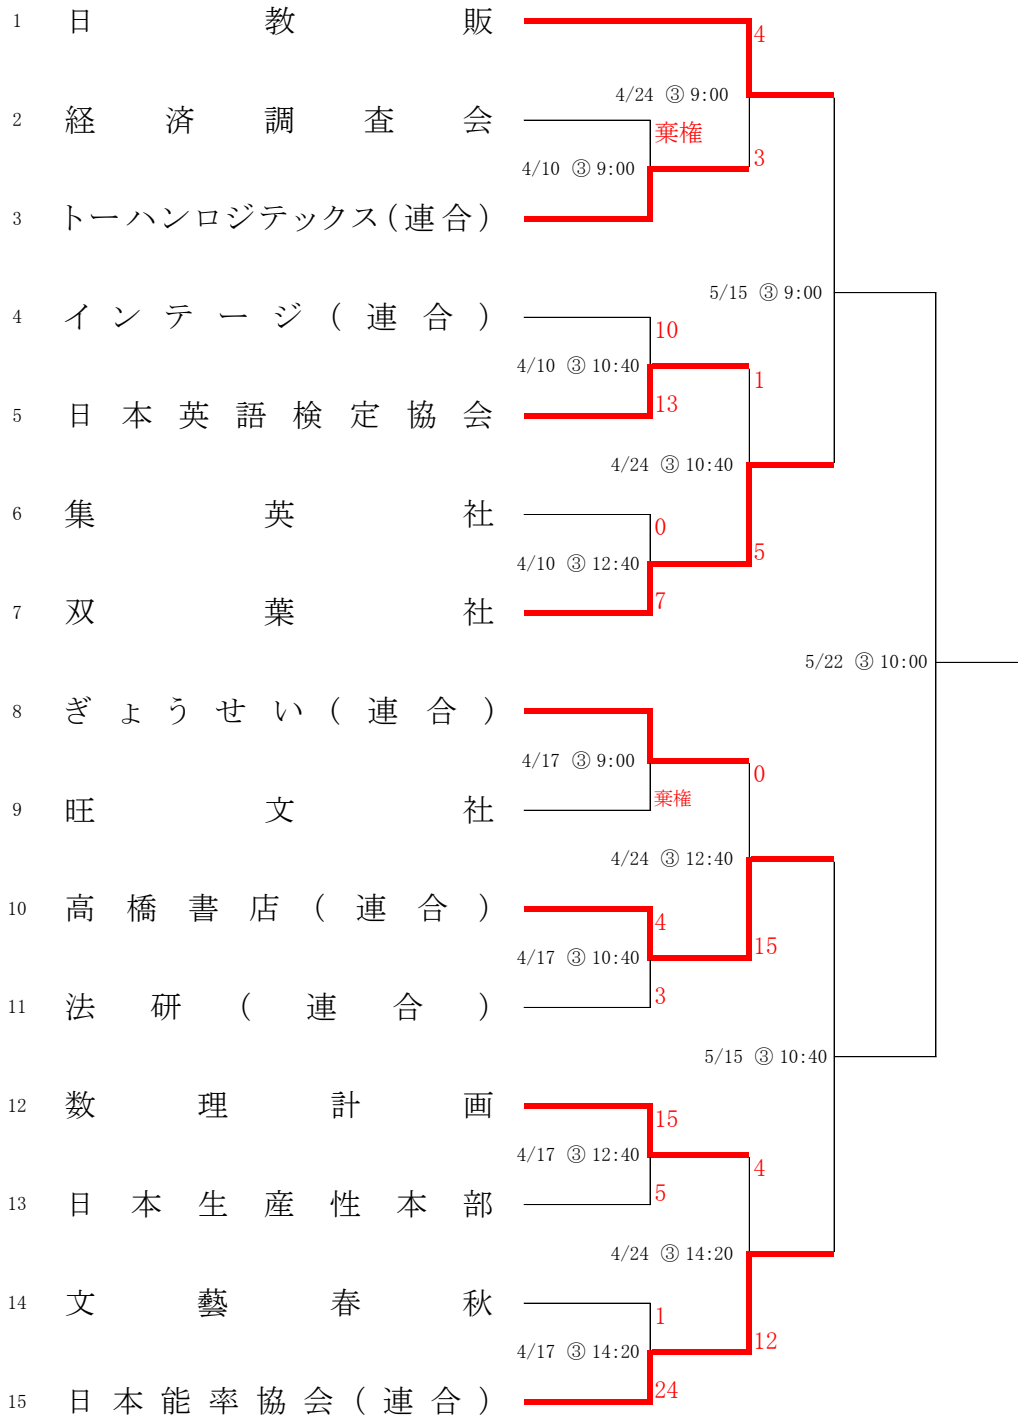 1 日教販
4
4/24 ③ 9:00
2 経済調査会
棄権
3
4/10 ③ 9:00
3 トーハンロジテックス(連合)
5/15 ③ 9:00
4 インテージ(連合)
10
4/10 ③ 10:40
1
13
5 日本英語検定協会
4/24 ③ 10:40
6 集英社
0
5
4/10 ③ 12:40
7
7 双葉社
5/22 ③ 10:00
8 ぎょうせい(連合)
4/17 ③ 9:00
0
棄権
9 旺文社
4/24 ③ 12:40
10 高橋書店(連合)
4
15
4/17 ③ 10:40
3
11 法研(連合)
5/15 ③ 10:40
12 数理計画
15
4/17 ③ 12:40
4
5
13 日本生産性本部
4/24 ③ 14:20
14 文藝春秋
1
12
4/17 ③ 14:20
24
15 日本能率協会(連合)